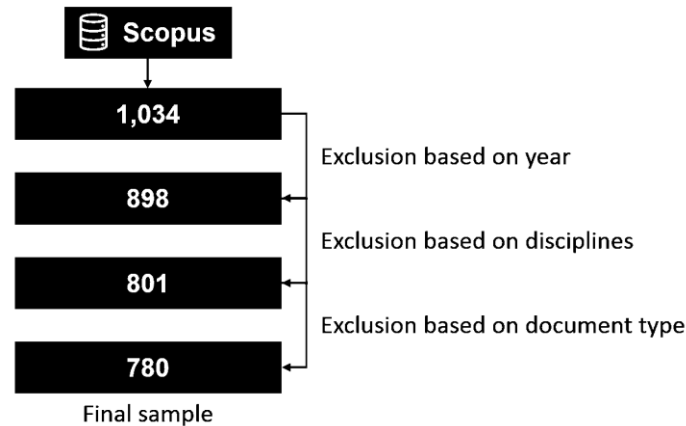 Scopus
1,034
Exclusion based on year
898
Exclusion based on disciplines
801
Exclusion based on document type
780
Final sample